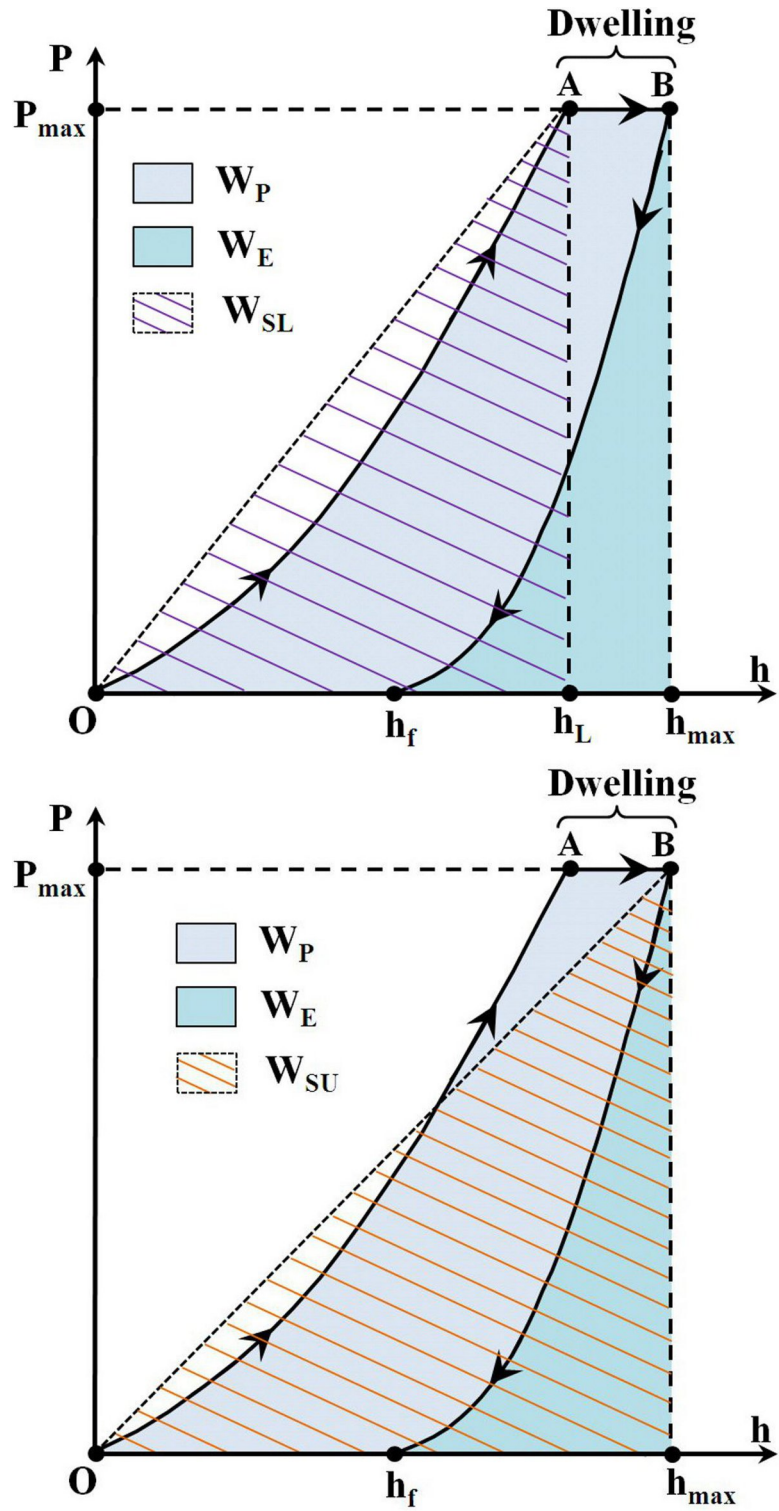 Dwelling
P
A B
Pmax
WP
WE
WSL
h
O hf hL hmax
Dwelling
P
A B
Pmax
WP
WE
WSU
h
O hf hmax